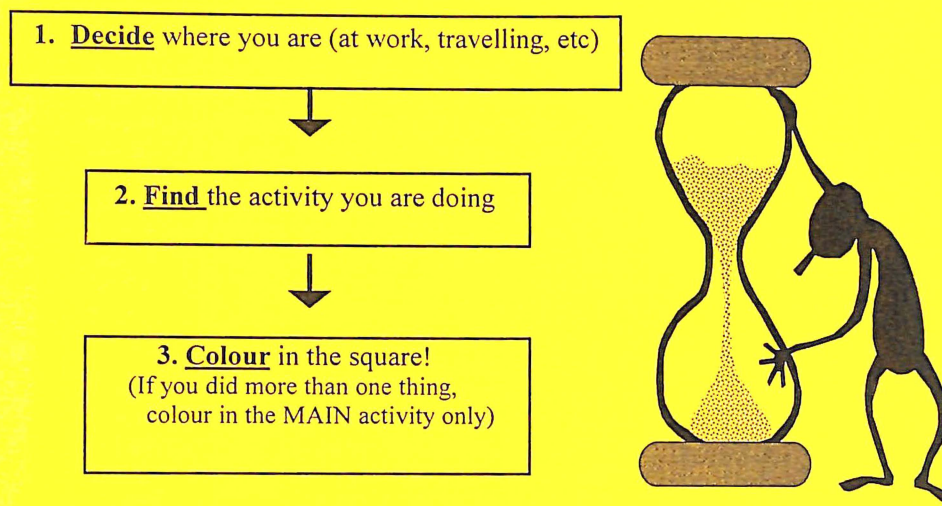 1. Decide where you are (at work, travelling, etc)
2. Find the activity you are doing
3. Colour in the square!
(If you did more than one thing,
colour in the MAIN activity only)